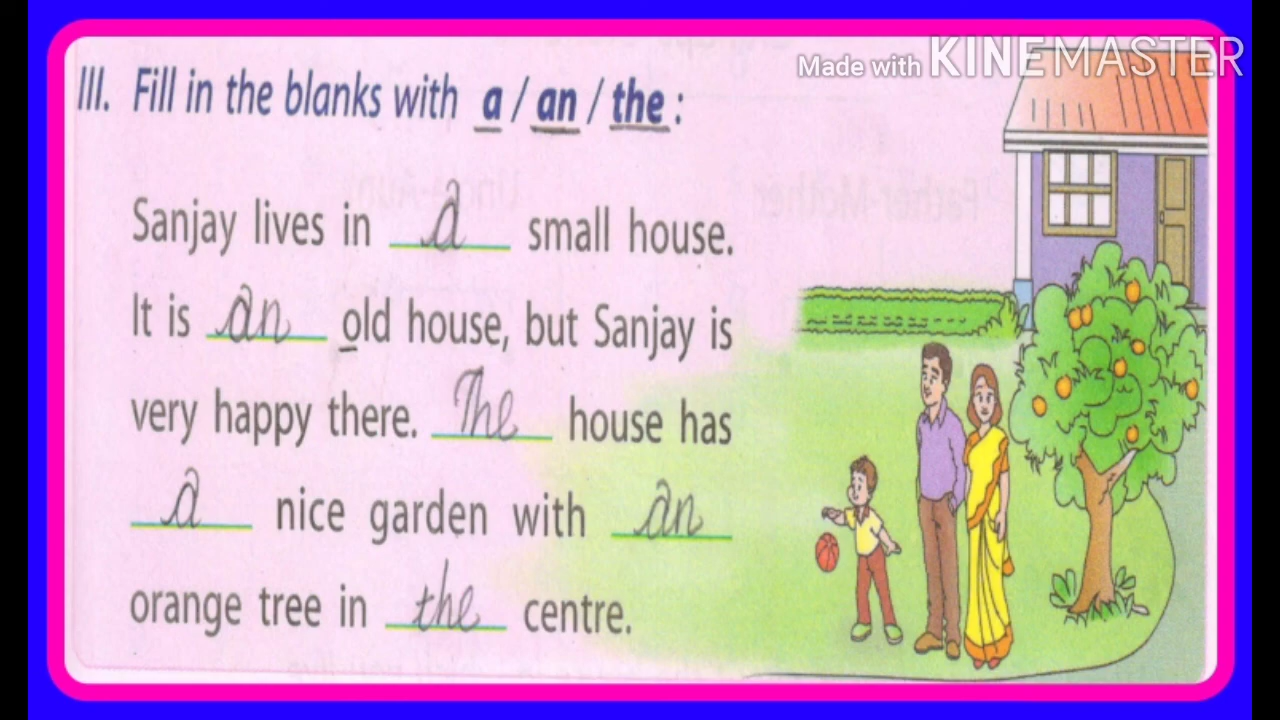 Made with KINEMASTER
III. Fill in the blanks with a / an / the :
Sanjay lives in a small house.
It is an old house, but Sanjay is
very happy there. The house has
a nice garden with an
orange tree in the centre.